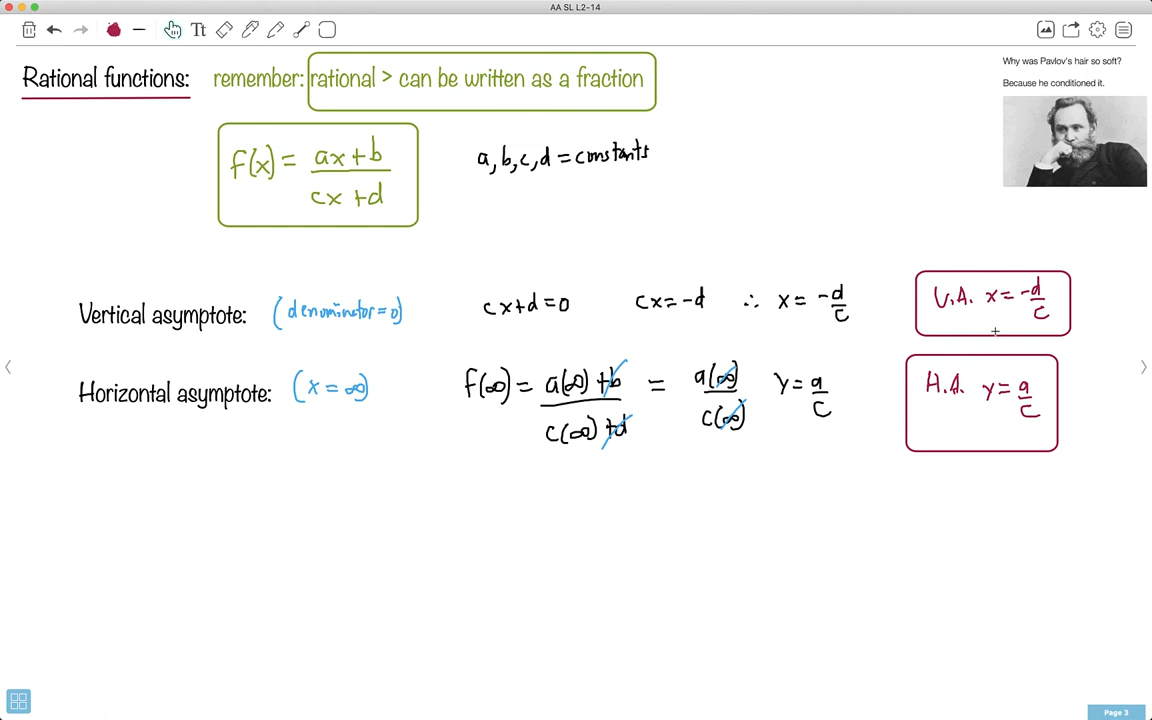 AA SL L2-14
Tt
Rational functions: remember: rational > can be written as a fraction
Why was Pavlov's hair so soft?
Because he conditioned it.
f(x) = ax+b
cx+d
a, b, c, d = constants
Vertical asymptote: (denominator=0) cx+d=0 cx=-d ∴ x = -d/c
V.A. x = -d/c
Horizontal asymptote: (x = ∞) f(∞) = a(∞)+b / c(∞)+d = a(∞) / c(∞) y = a/c
H.A. y = a/c
Page 3